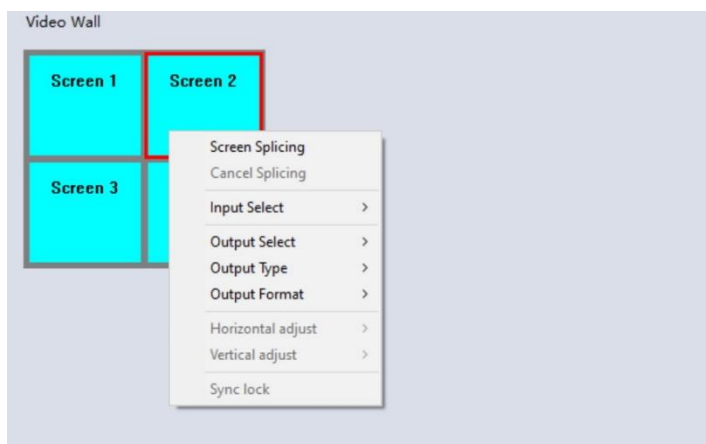 Video Wall
Screen 1
Screen 2
Screen 3
Screen Splicing
Cancel Splicing
Input Select
Output Select
Output Type
Output Format
Horizontal adjust
Vertical adjust
Sync lock